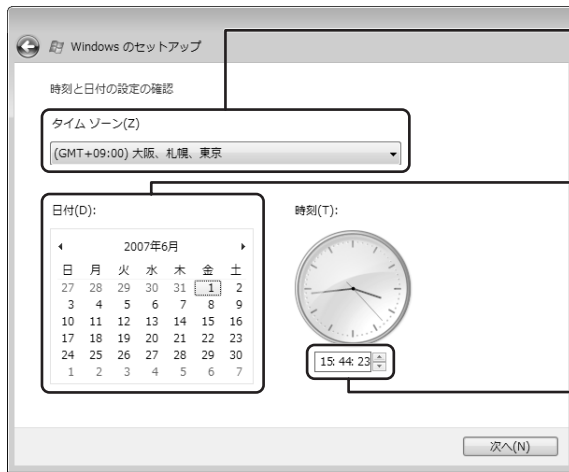 Windows のセットアップ
時刻と日付の設定の確認
タイム ゾーン(Z)
(GMT+09:00) 大阪、札幌、東京
日付(D):
時刻(T):
2007年6月
日 月 火 水 木 金 土
27 28 29 30 31 1 2
3 4 5 6 7 8 9
10 11 12 13 14 15 16
17 18 19 20 21 22 23
24 25 26 27 28 29 30
1 2 3 4 5 6 7
15: 44: 23
次へ(N)